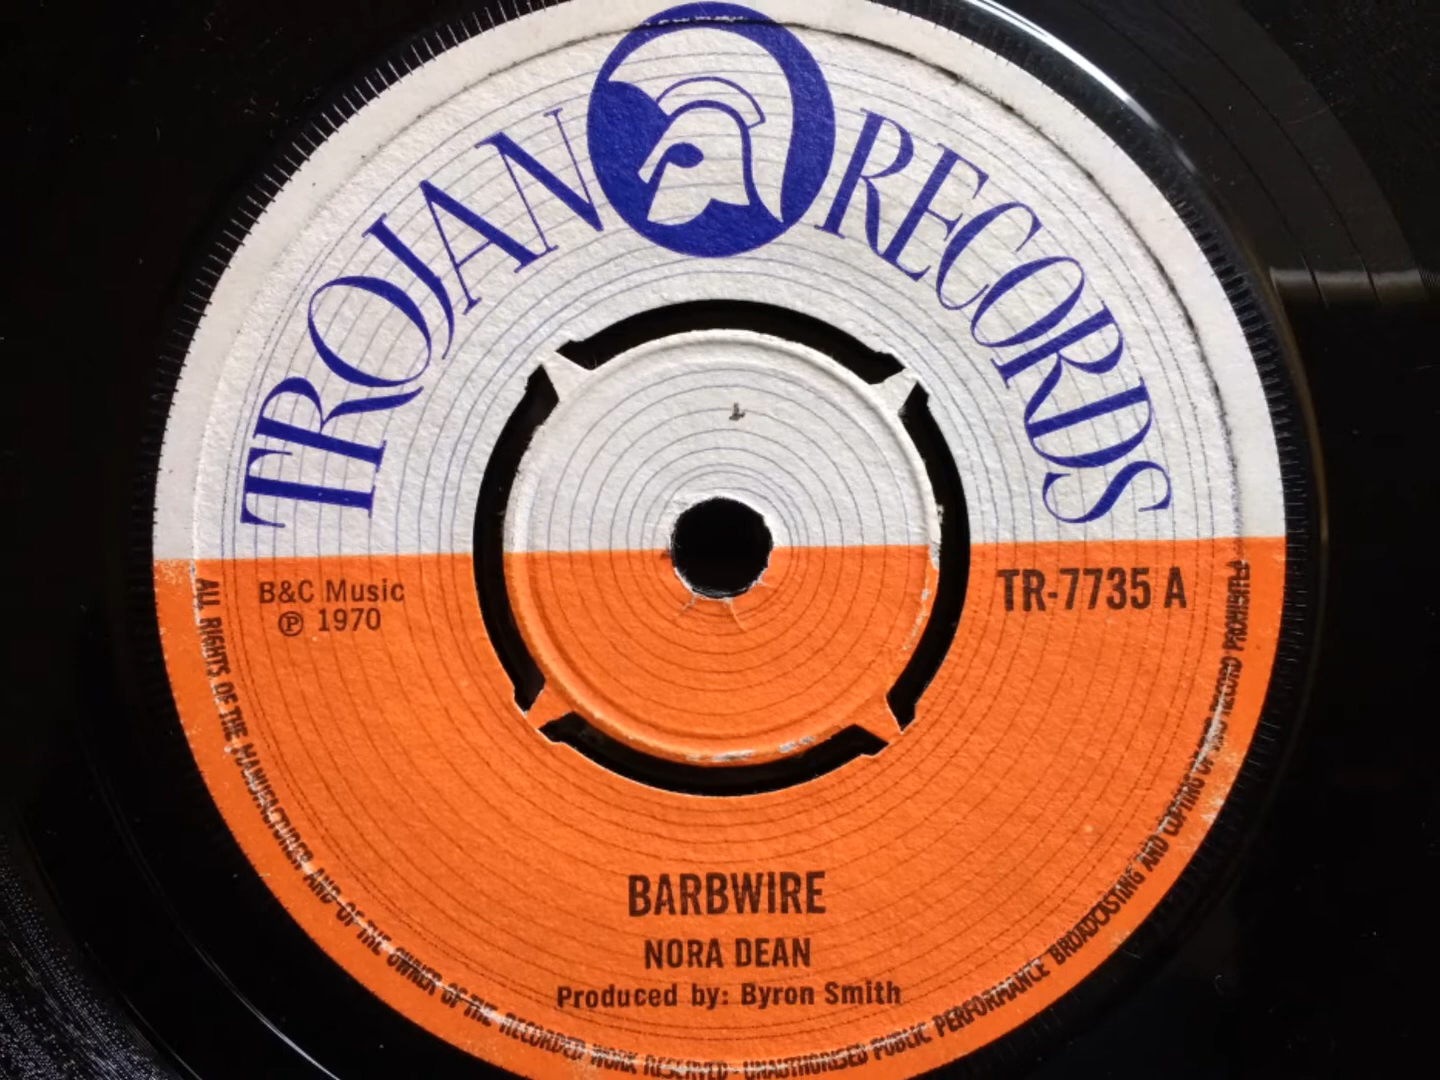 TROJAN RECORDS
B&C Music
℗ 1970
TR-7735 A
BARBWIRE
NORA DEAN
Produced by: Byron Smith
ALL RIGHTS OF THE MANUFACTURER AND OF THE OWNER OF THE RECORDED WORK RESERVED - UNAUTHORISED PUBLIC PERFORMANCE BROADCASTING AND COPYING OF THIS RECORD PROHIBITED